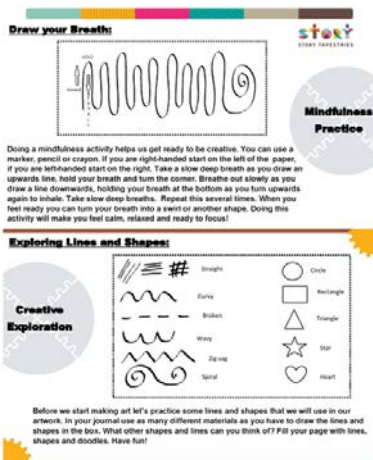 Draw your Breath:
STORY
STORY TAPESTRIES
Mindfulness
Practice
Doing a mindfulness activity helps us get ready to be creative. You can use a
marker, pencil or crayon. If you are right-handed start on the left of the paper,
if you are left-handed start on the right. Take a slow deep breath as you draw an
upwards line, hold your breath and turn the corner. Breathe out slowly as you
draw a line downwards, holding your breath at the bottom as you turn upwards
again to inhale. Take slow deep breaths. Repeat this several times. When you
feel ready you can turn your breath into a swirl or another shape. Doing this
activity will make you feel calm, relaxed and ready to focus!
Exploring Lines and Shapes:
Creative
Exploration
Straight
Curvy
Broken
Wavy
Zig zag
Spiral
Circle
Rectangle
Triangle
Star
Heart
Before we start making art let's practice some lines and shapes that we will use in our
artwork. In your journal use as many different materials as you have to draw the lines and
shapes in the box. What other shapes and lines can you think of? Fill your page with lines,
shapes and doodles. Have fun!